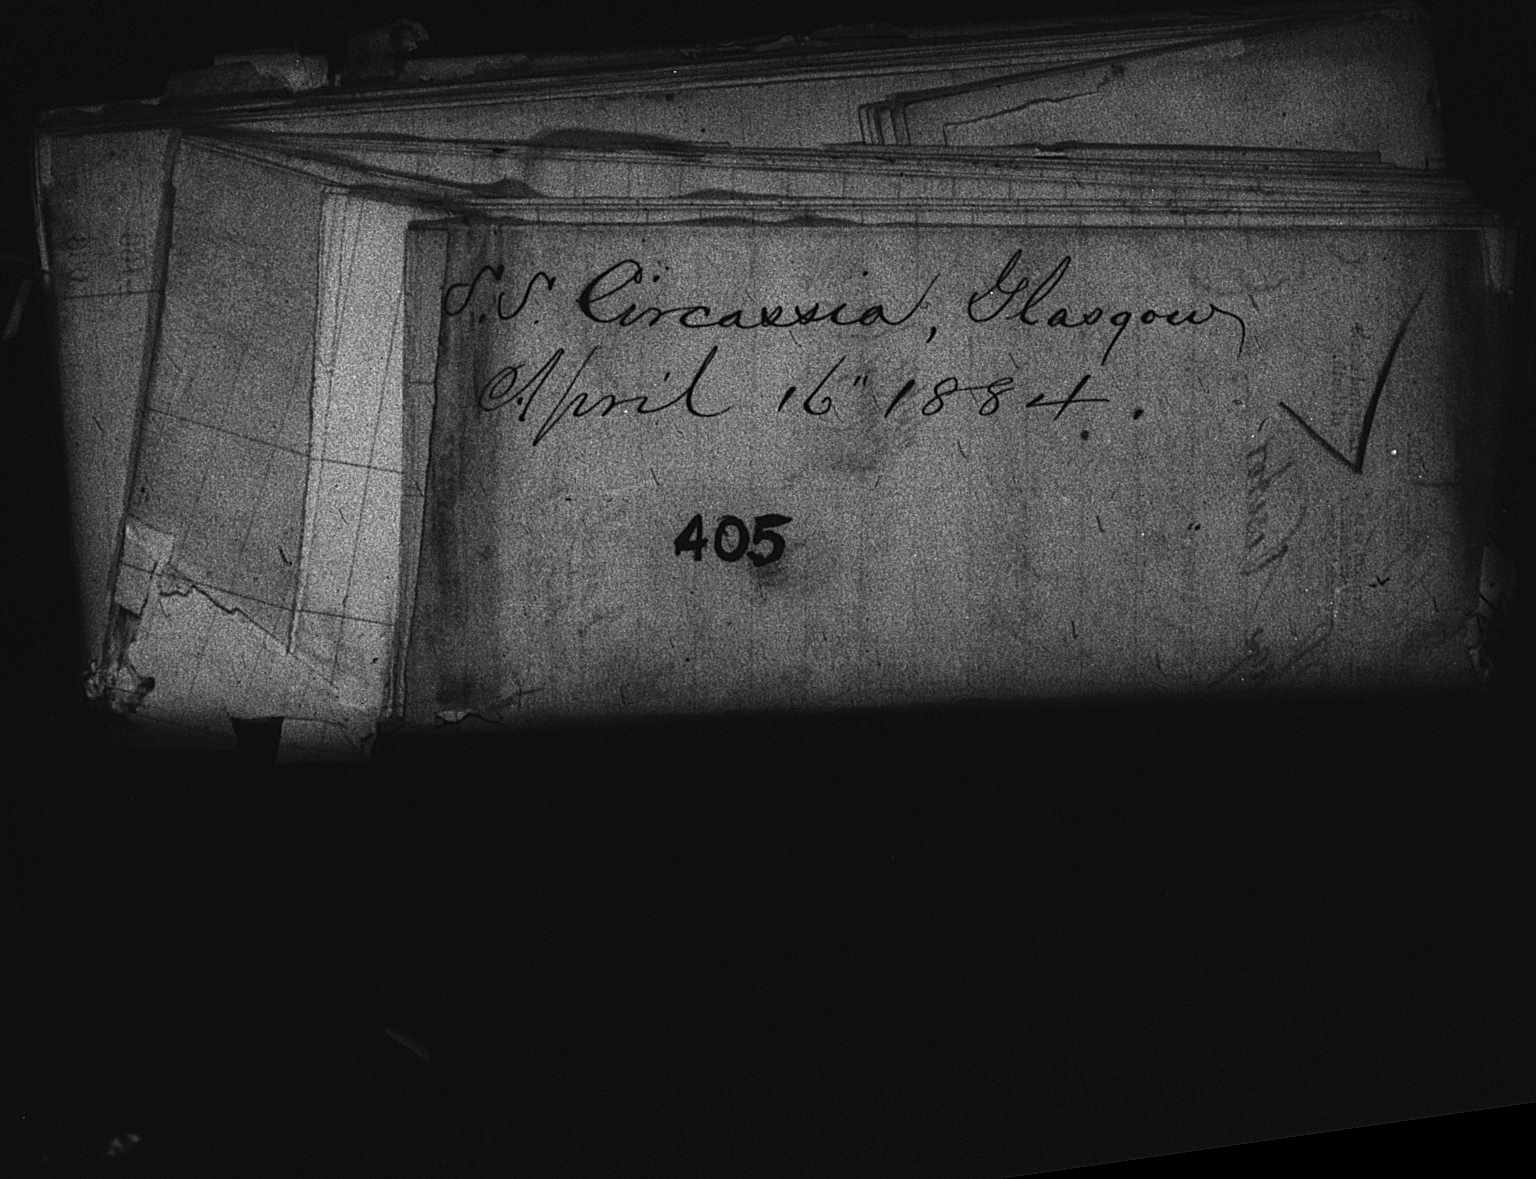 S.S. Circassia, Glasgow
April 16" 1884.
405